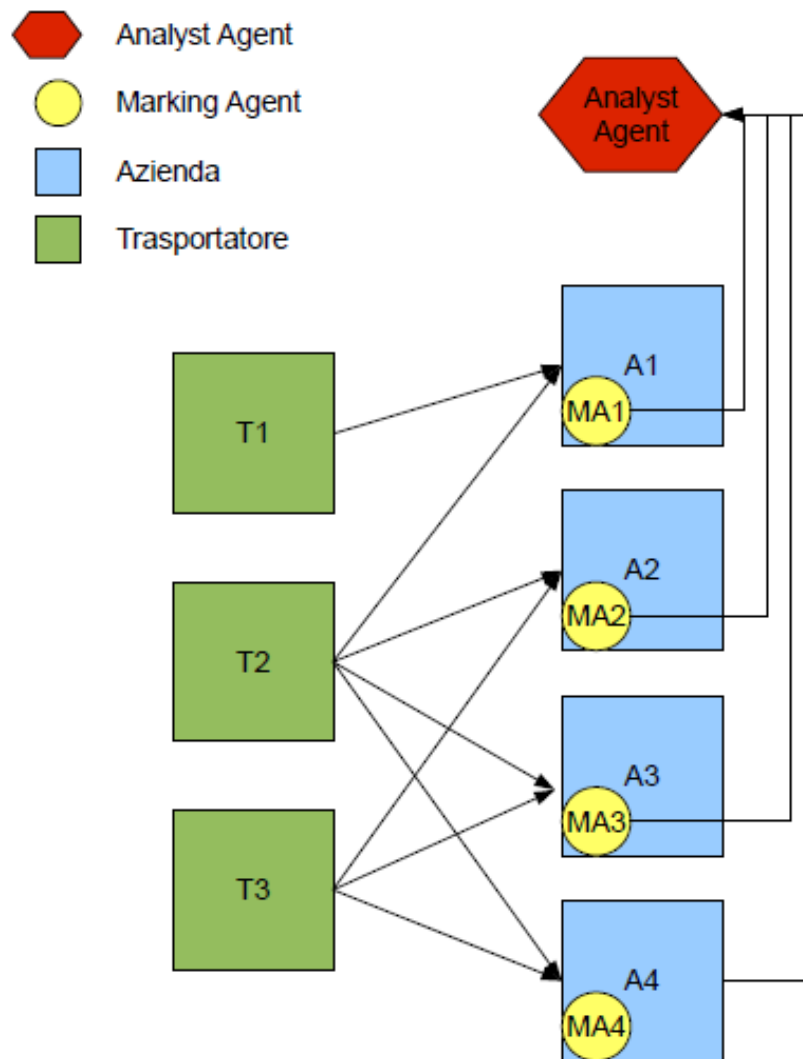 Analyst Agent
Marking Agent
Azienda
Trasportatore
Analyst
Agent
A1
MA1
T1
A2
MA2
T2
A3
MA3
T3
A4
MA4